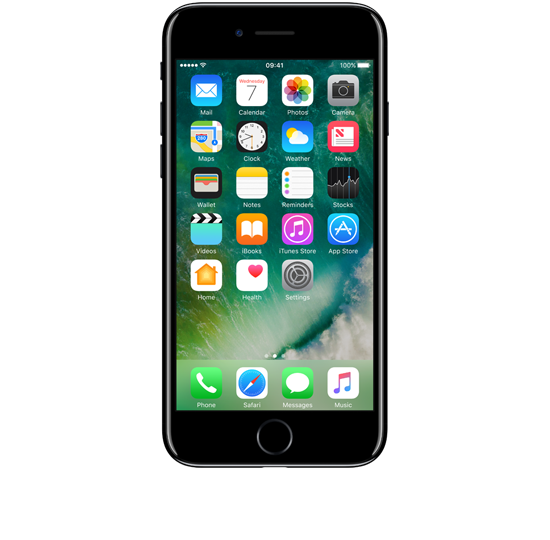 09:41 100%
Mail Wednesday 7 Calendar Photos Camera
280 Maps Clock Weather News
Wallet Notes Reminders Stocks
Videos iBooks iTunes Store App Store
Home Health Settings
Phone Safari Messages Music